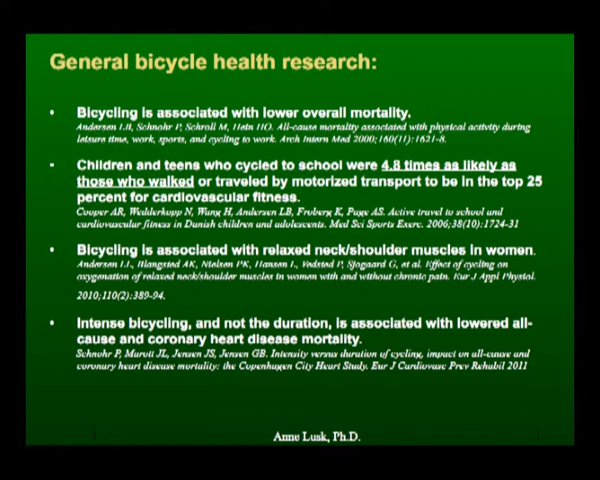 General bicycle health research:
• Bicycling is associated with lower overall mortality.
Andersen LB, Schnohr P, Schroll M, Hein HO. All-cause mortality associated with physical activity during
leisure time, work, sports, and cycling to work. Arch Intern Med 2000;160(11):1621-8.
• Children and teens who cycled to school were 4.8 times as likely as
those who walked or traveled by motorized transport to be in the top 25
percent for cardiovascular fitness.
Cooper AR, Wedderkopp N, Wang H, Andersen LB, Froberg K, Page AS. Active travel to school and
cardiovascular fitness in Danish children and adolescents. Med Sci Sports Exerc. 2006;38(10):1724-31
• Bicycling is associated with relaxed neck/shoulder muscles in women.
Andersen LL, Blangsted AK, Nielsen PK, Hansen L, Vedsted P, Sjogaard G, et al. Effect of cycling on
oxygenation of relaxed neck/shoulder muscles in women with and without chronic pain. Eur J Appl Physiol.
2010;110(2):389-94.
• Intense bicycling, and not the duration, is associated with lowered all-
cause and coronary heart disease mortality.
Schnohr P, Marott JL, Jensen JS, Jensen GB. Intensity versus duration of cycling, impact on all-cause and
coronary heart disease mortality: the Copenhagen City Heart Study. Eur J Cardiovasc Prev Rehabil 2011
Anne Lusk, Ph.D.